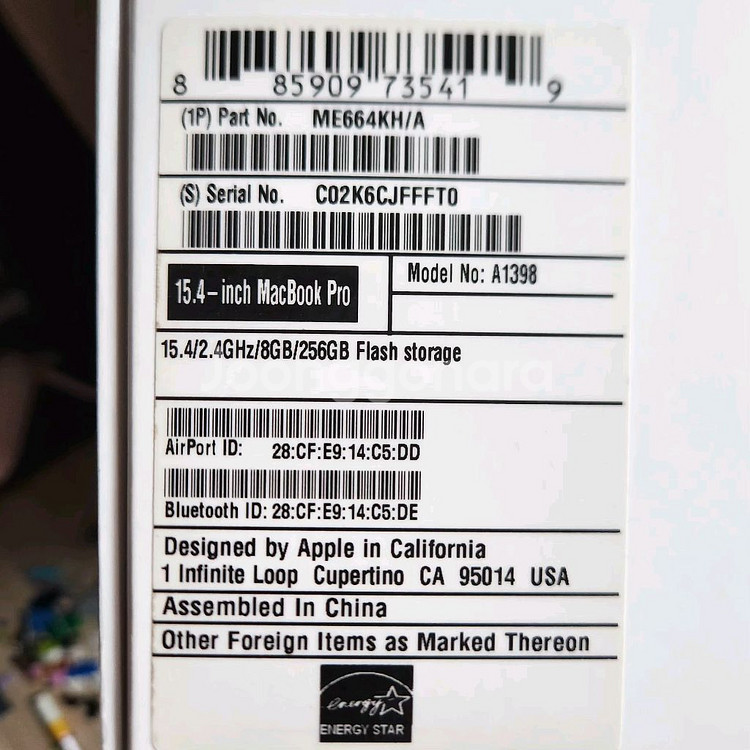 8 85909 73541 9
(1P) Part No. ME664KH/A
(S) Serial No. C02K6CJFFFT0
15.4-inch MacBook Pro
Model No: A1398
15.4/2.4GHz/8GB/256GB Flash storage
joonggonara
AirPort ID: 28:CF:E9:14:C5:DD
Bluetooth ID: 28:CF:E9:14:C5:DE
Designed by Apple in California
1 Infinite Loop Cupertino CA 95014 USA
Assembled In China
Other Foreign Items as Marked Thereon
energy
ENERGY STAR